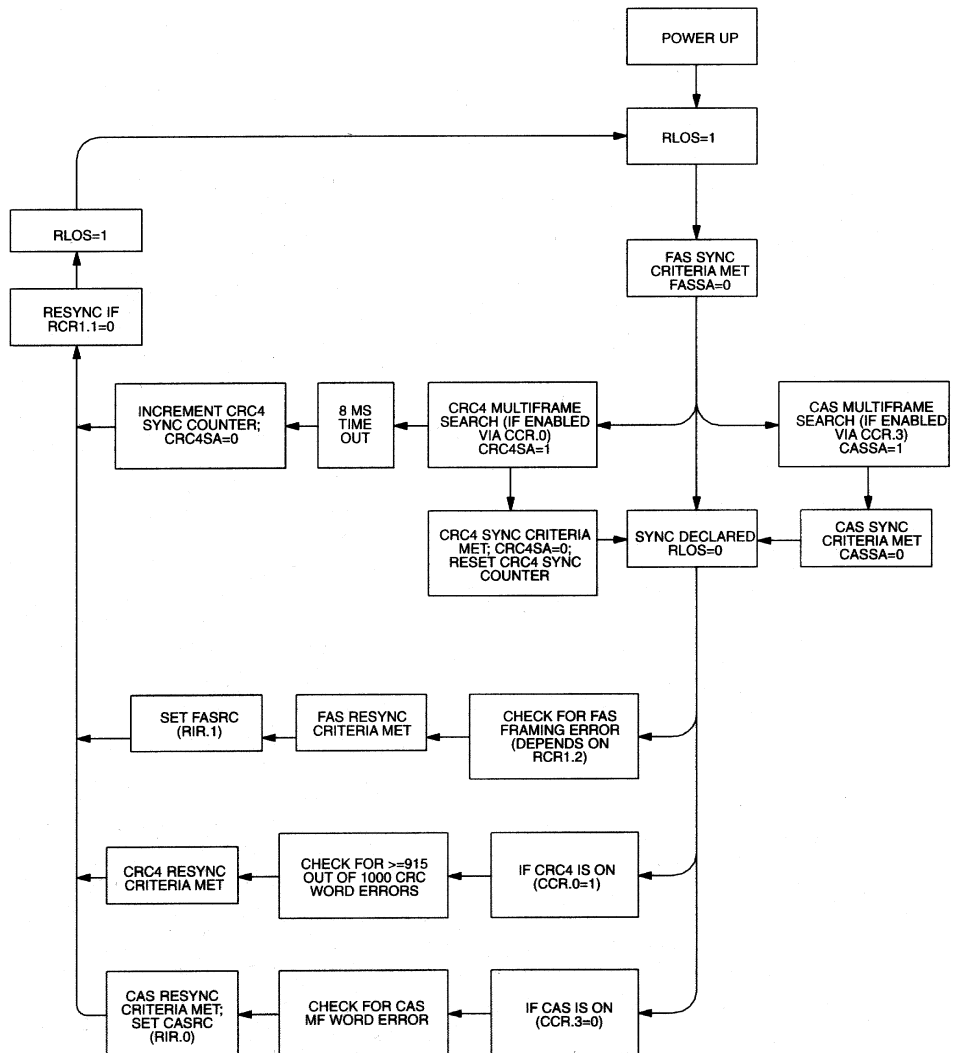 POWER UP
RLOS=1
RLOS=1
FAS SYNC
CRITERIA MET
FASSA=0
RESYNC IF
RCR1.1=0
INCREMENT CRC4
SYNC COUNTER;
CRC4SA=0
8 MS
TIME
OUT
CRC4 MULTIFRAME
SEARCH (IF ENABLED
VIA CCR.0)
CRC4SA=1
CAS MULTIFRAME
SEARCH (IF ENABLED
VIA CCR.3)
CASSA=1
CRC4 SYNC CRITERIA
MET; CRC4SA=0;
RESET CRC4 SYNC
COUNTER
SYNC DECLARED
RLOS=0
CAS SYNC
CRITERIA MET
CASSA=0
SET FASRC
(RIR.1)
FAS RESYNC
CRITERIA MET
CHECK FOR FAS
FRAMING ERROR
(DEPENDS ON
RCR1.2)
CRC4 RESYNC
CRITERIA MET
CHECK FOR >=915
OUT OF 1000 CRC
WORD ERRORS
IF CRC4 IS ON
(CCR.0=1)
CAS RESYNC
CRITERIA MET;
SET CASRC
(RIR.0)
CHECK FOR CAS
MF WORD ERROR
IF CAS IS ON
(CCR.3=0)